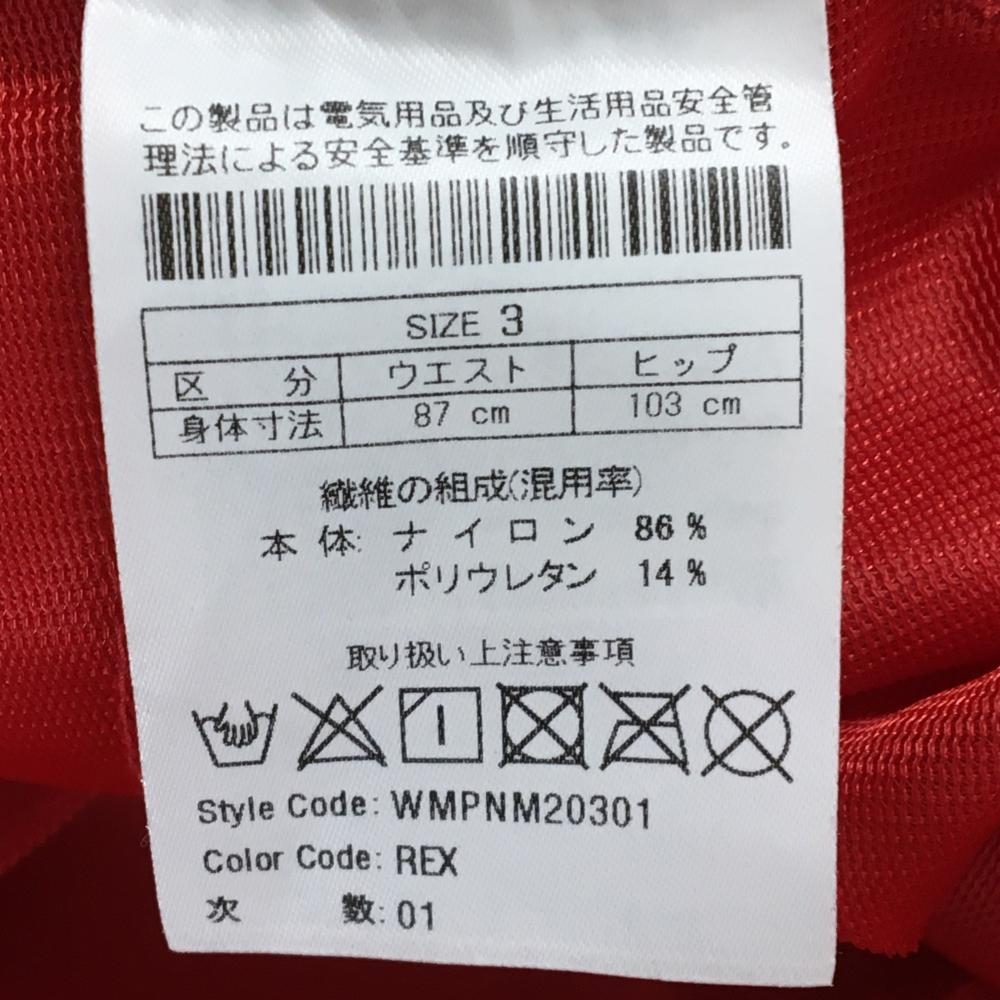 この製品は電気用品及び生活用品安全管
理法による安全基準を順守した製品です。
SIZE 3
区 分 ウエスト ヒップ
身体寸法 87 cm 103 cm
繊維の組成(混用率)
本 体: ナイロン 86 %
ポリウレタン 14 %
取り扱い上注意事項
Style Code: WMPNM20301
Color Code: REX
次 数: 01